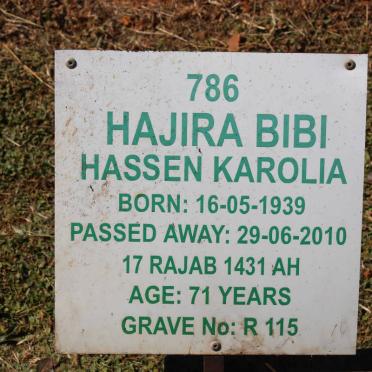 786
HAJIRA BIBI
HASSEN KAROLIA
BORN: 16-05-1939
PASSED AWAY: 29-06-2010
17 RAJAB 1431 AH
AGE: 71 YEARS
GRAVE No: R 115